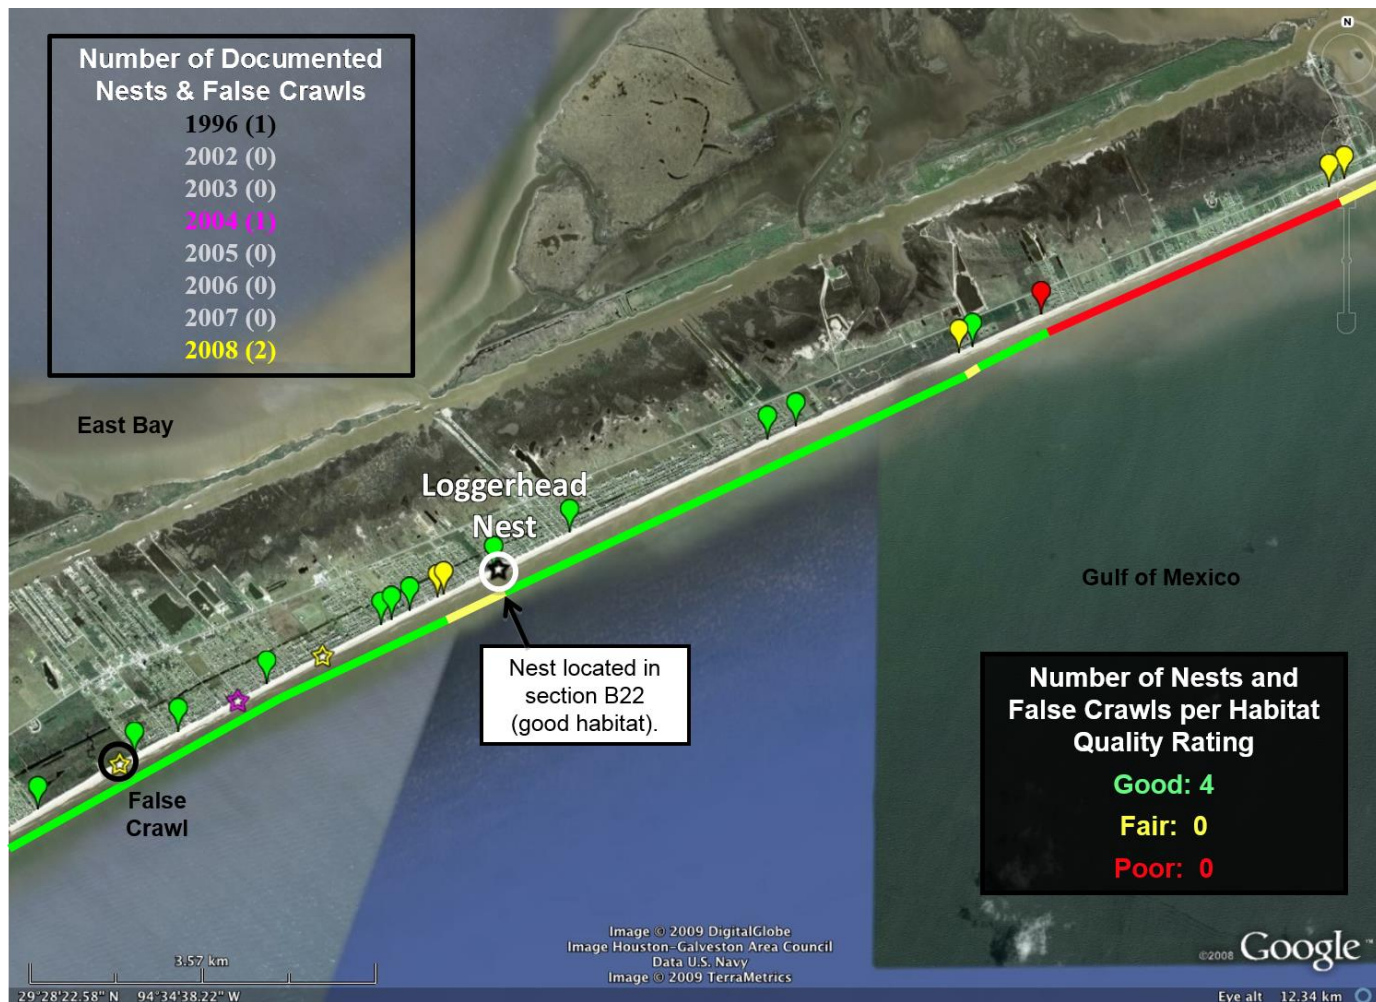 N
Number of Documented
Nests & False Crawls
1996 (1)
2002 (0)
2003 (0)
2004 (1)
2005 (0)
2006 (0)
2007 (0)
2008 (2)
East Bay
Loggerhead
Nest
Gulf of Mexico
Nest located in
section B22
(good habitat).
False
Crawl
Number of Nests and
False Crawls per Habitat
Quality Rating
Good: 4
Fair: 0
Poor: 0
Image © 2009 DigitalGlobe
Image Houston-Galveston Area Council
Data U.S. Navy
Image © 2009 TerraMetrics
©2008 Google™
3.57 km
29°28'22.58" N 94°34'38.22" W
Eye alt 12.34 km